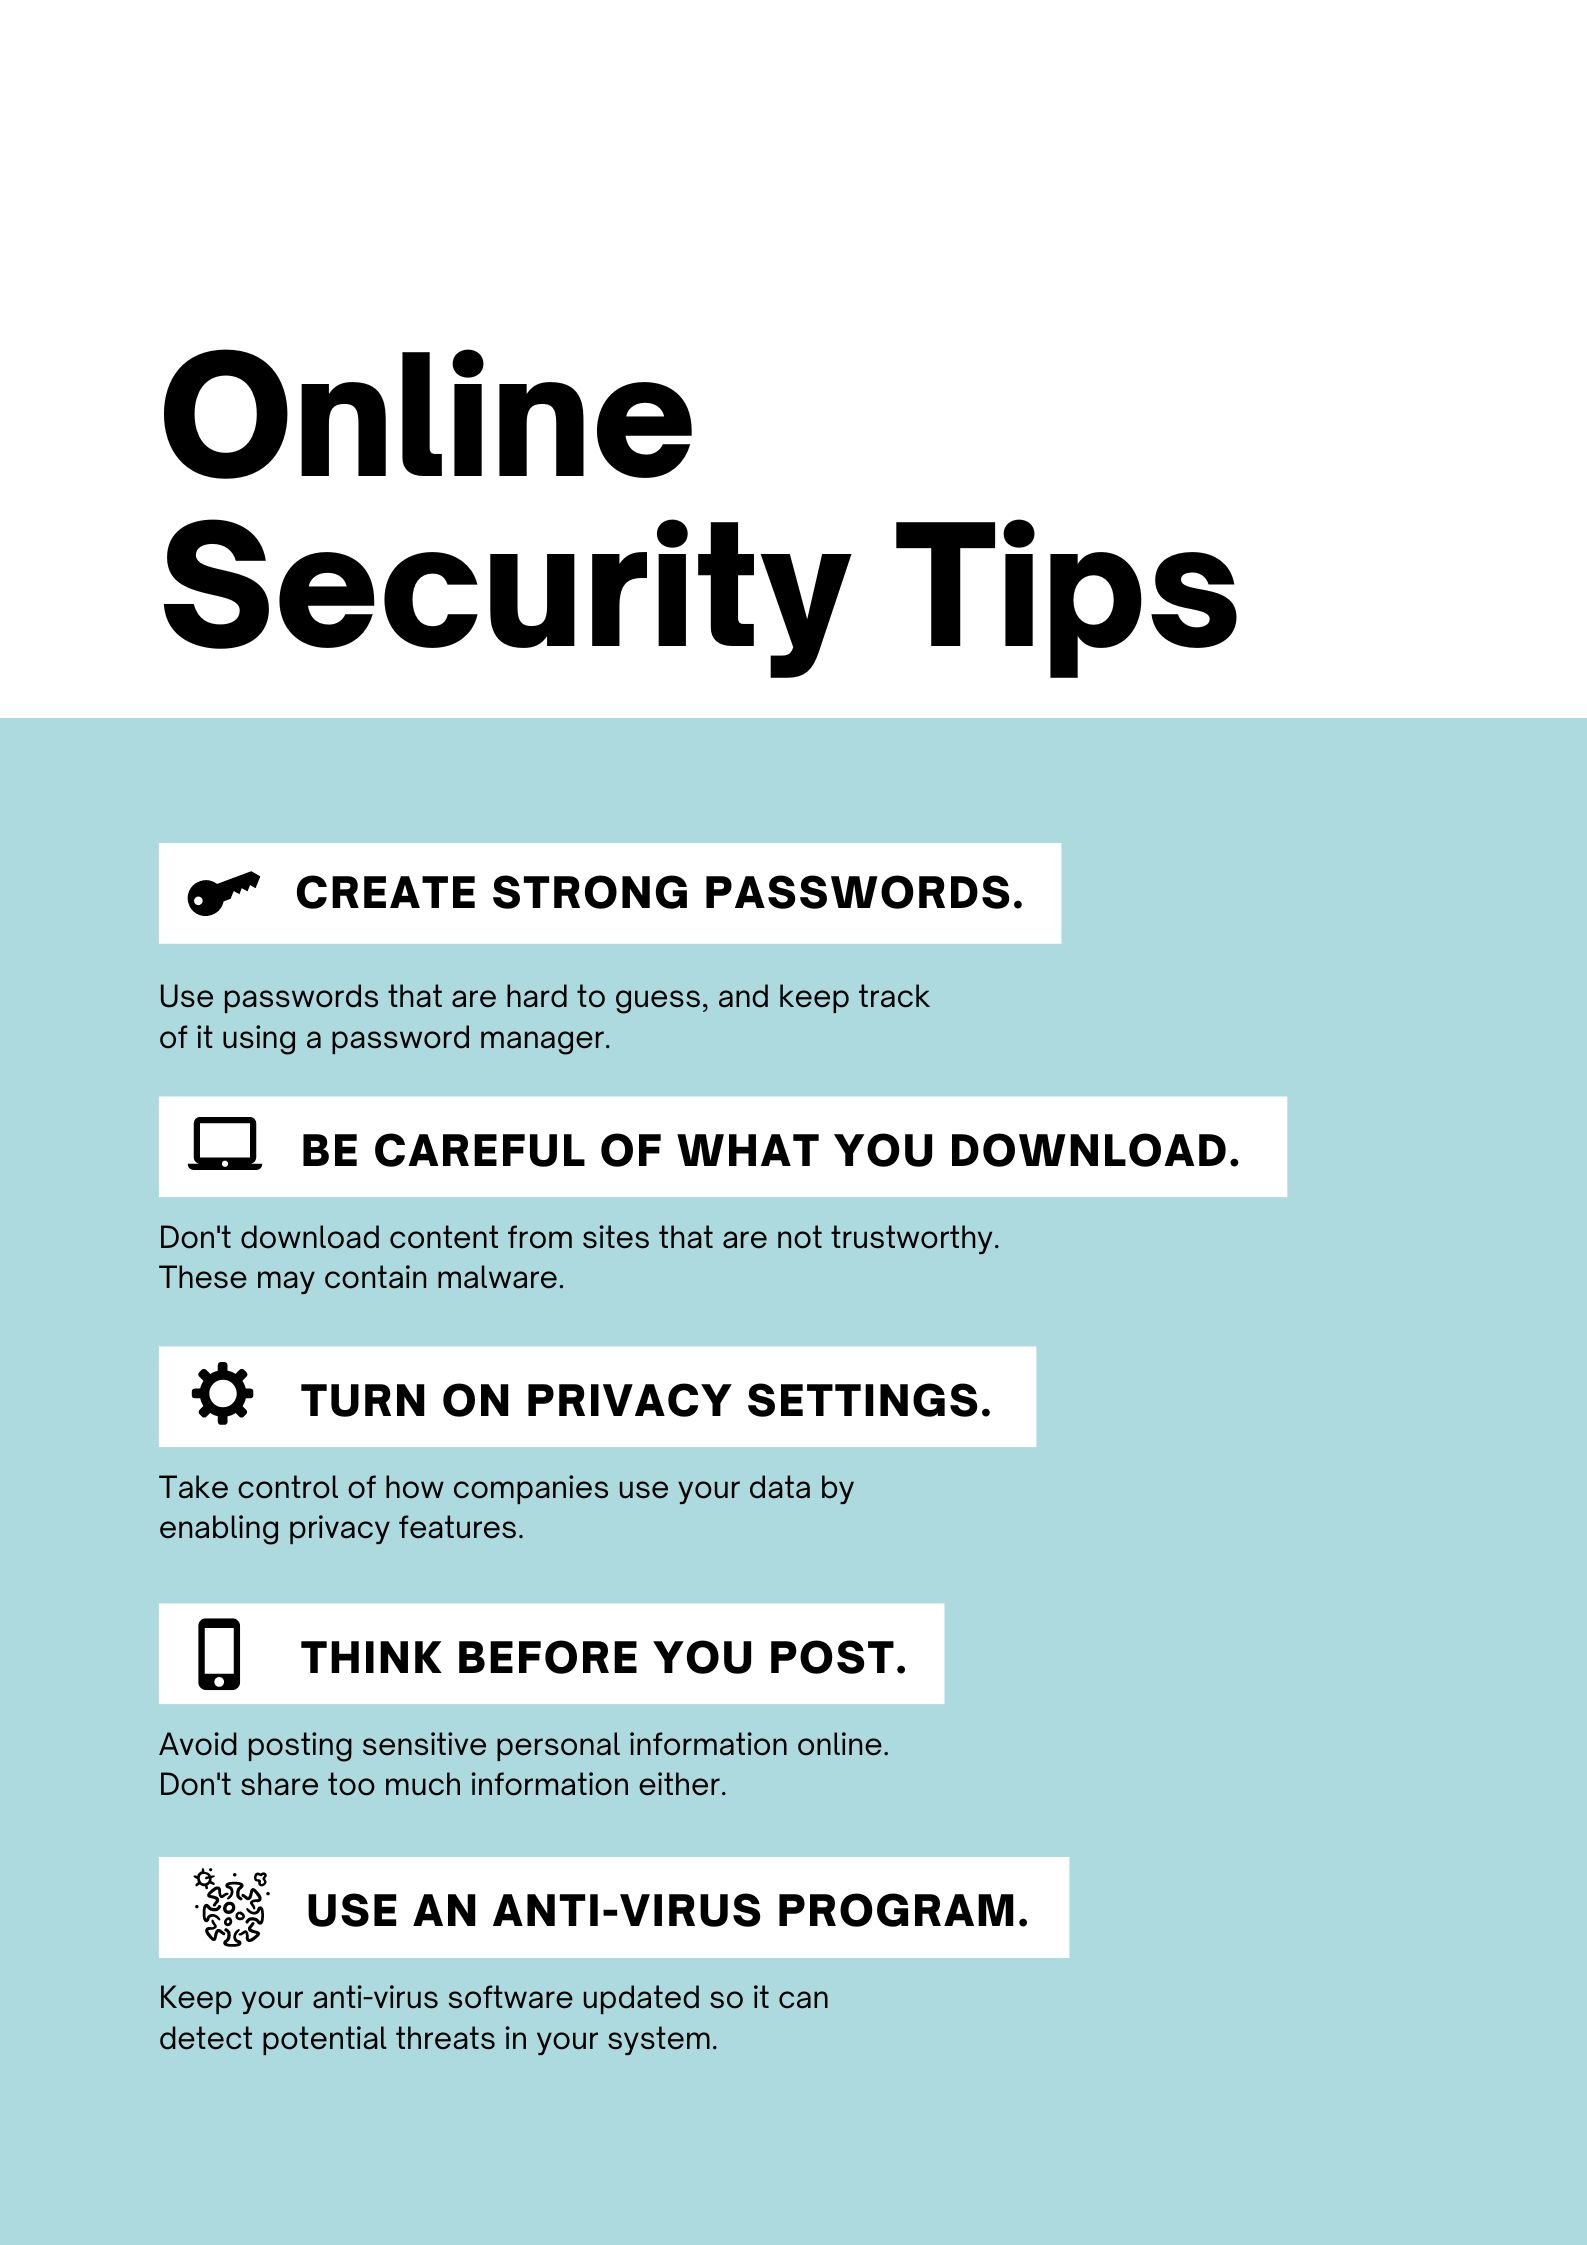 Online
Security Tips
CREATE STRONG PASSWORDS.
Use passwords that are hard to guess, and keep track
of it using a password manager.
BE CAREFUL OF WHAT YOU DOWNLOAD.
Don't download content from sites that are not trustworthy.
These may contain malware.
TURN ON PRIVACY SETTINGS.
Take control of how companies use your data by
enabling privacy features.
THINK BEFORE YOU POST.
Avoid posting sensitive personal information online.
Don't share too much information either.
USE AN ANTI-VIRUS PROGRAM.
Keep your anti-virus software updated so it can
detect potential threats in your system.